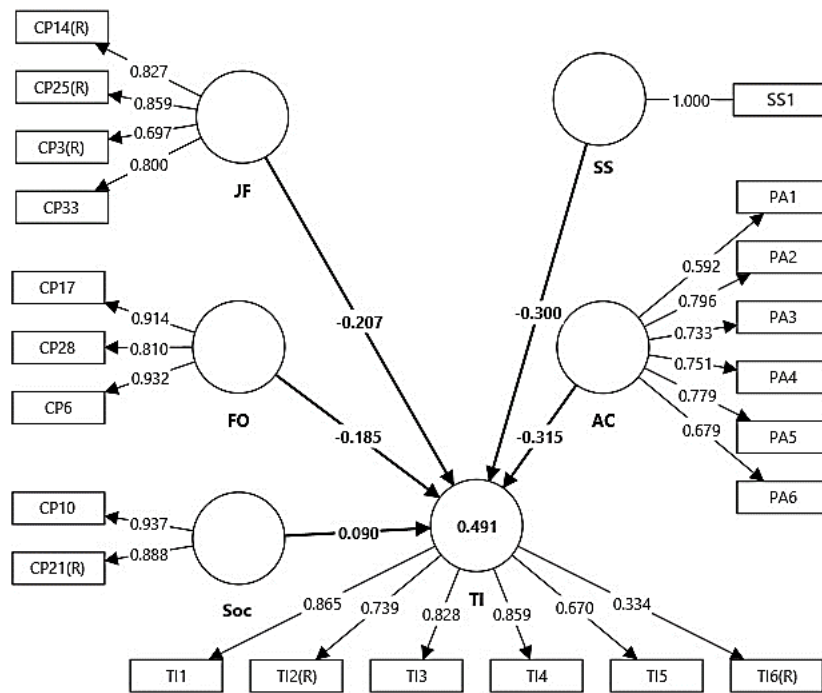 CP14(R)
CP25(R)
CP3(R)
CP33
0.827
0.859
0.697
0.800
JF
SS
1.000
SS1
CP17
CP28
CP6
0.914
0.810
0.932
FO
-0.207
-0.300
-0.185
-0.315
AC
0.592
0.796
0.733
0.751
0.779
0.679
PA1
PA2
PA3
PA4
PA5
PA6
CP10
CP21(R)
0.937
0.888
Soc
0.090
0.491
TI
0.865
0.739
0.828
0.859
0.670
0.334
TI1
TI2(R)
TI3
TI4
TI5
TI6(R)